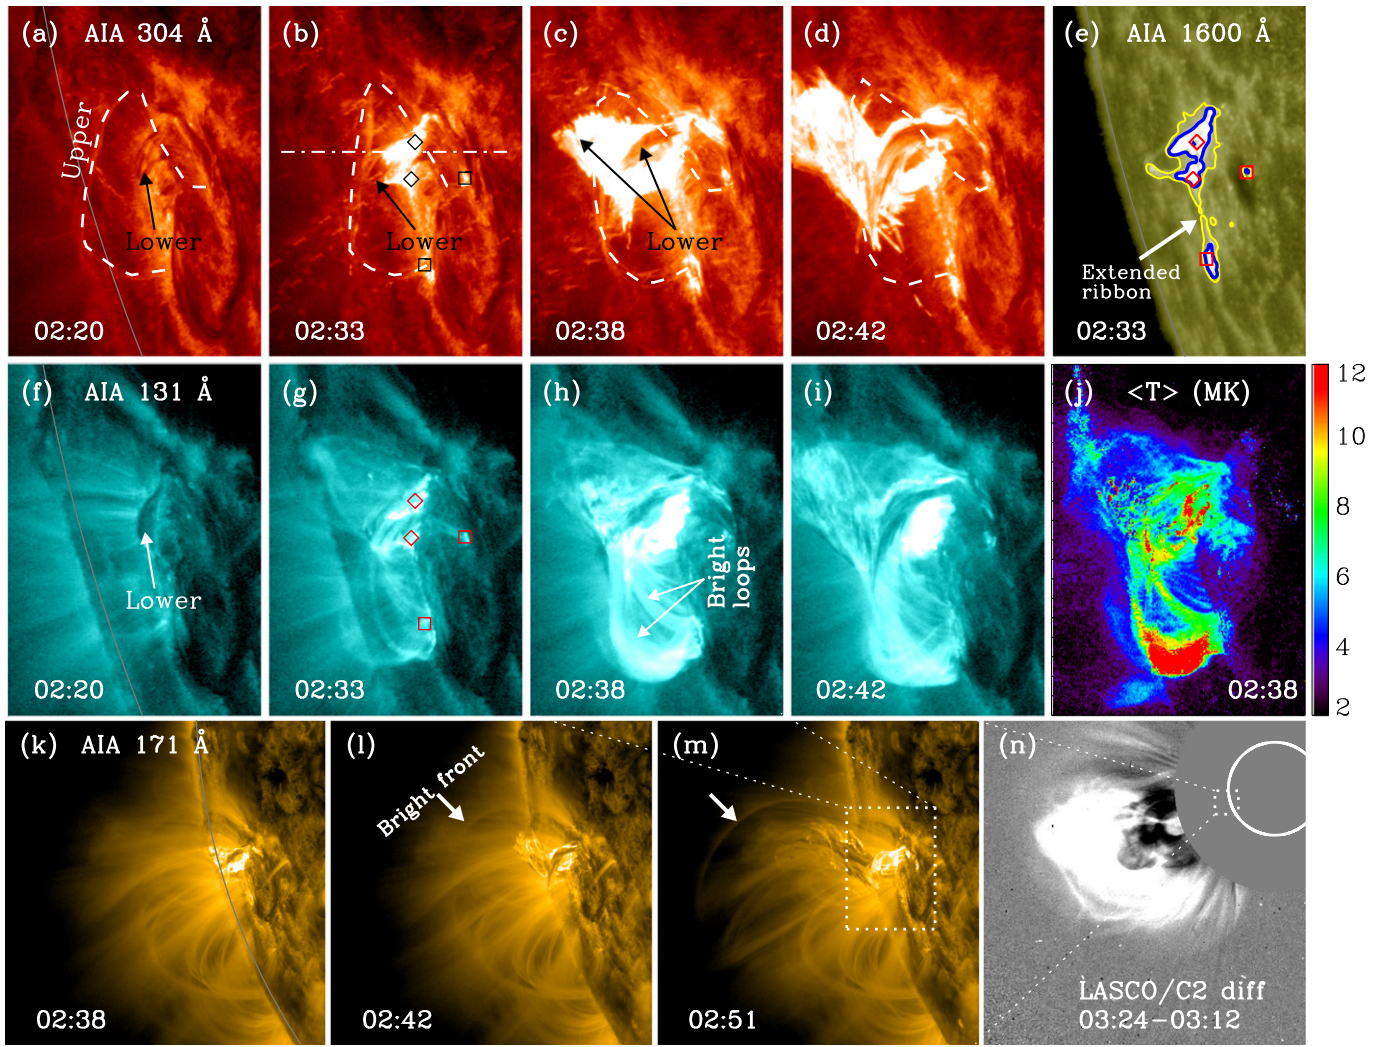 (a) AIA 304 Å
Upper
Lower
02:20
(b)
Lower
02:33
(c)
Lower
02:38
(d)
02:42
(e) AIA 1600 Å
Extended
ribbon
02:33
(f) AIA 131 Å
Lower
02:20
(g)
02:33
(h)
Bright
loops
02:38
(i)
02:42
(j) <T> (MK)
02:38
12
10
8
6
4
2
(k) AIA 171 Å
02:38
(l)
Bright front
02:42
(m)
02:51
(n)
LASCO/C2 diff
03:24−03:12